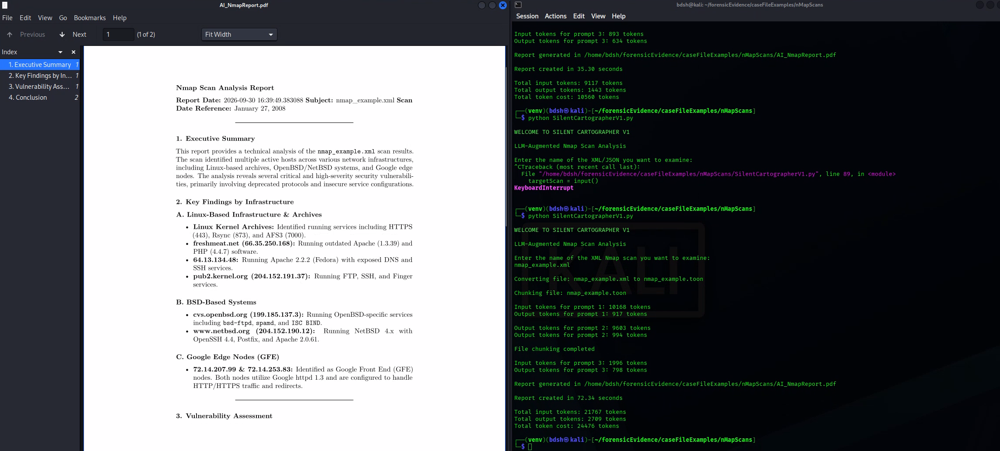 AI_NmapReport.pdf
File Edit View Go Bookmarks Help
Previous Next 1 (1 of 2) Fit Width
Index
1. Executive Summary 1
2. Key Findings by In... 1
3. Vulnerability Ass... 1
4. Conclusion 2
Nmap Scan Analysis Report
Report Date: 2026-09-30 16:39:49.383088 Subject: nmap_example.xml Scan
Date Reference: January 27, 2008
1. Executive Summary
This report provides a technical analysis of the nmap_example.xml scan results.
The scan identified multiple active hosts across various network infrastructures,
including Linux-based archives, OpenBSD/NetBSD systems, and Google edge
nodes. The analysis reveals several critical and high-severity security vulnerabili-
ties, primarily involving deprecated protocols and insecure service configurations.
2. Key Findings by Infrastructure
A. Linux-Based Infrastructure & Archives
• Linux Kernel Archives: Identified running services including HTTPS
(443), Rsync (873), and AFS3 (7000).
• freshmeat.net (66.35.250.168): Running outdated Apache (1.3.39) and
PHP (4.4.7) software.
• 64.13.134.48: Running Apache 2.2.2 (Fedora) with exposed DNS and
SSH services.
• pub2.kernel.org (204.152.191.37): Running FTP, SSH, and Finger
services.
B. BSD-Based Systems
• cvs.openbsd.org (199.185.137.3): Running OpenBSD-specific services
including bsd-ftpd, spamd, and ISC BIND.
• www.netbsd.org (204.152.190.12): Running NetBSD 4.x with
OpenSSH 4.4, Postfix, and Apache 2.0.61.
C. Google Edge Nodes (GFE)
• 72.14.207.99 & 72.14.253.83: Identified as Google Front End (GFE)
nodes. Both nodes utilize Google httpd 1.3 and are configured to handle
HTTP/HTTPS traffic and redirects.
3. Vulnerability Assessment
bdsh@kali: ~/forensicEvidence/caseFileExamples/nMapScans
Session Actions Edit View Help
Input tokens for prompt 3: 893 tokens
Output tokens for prompt 3: 634 tokens
Report generated in /home/bdsh/forensicEvidence/caseFileExamples/nMapScans/AI_NmapReport.pdf
Report created in 35.30 seconds
Total input tokens: 9117 tokens
Total output tokens: 1443 tokens
Total token cost: 10560 tokens
┌──(venv)(bdsh㉿kali)-[~/forensicEvidence/caseFileExamples/nMapScans]
└─$ python SilentCartographerV1.py
WELCOME TO SILENT CARTOGRAPHER V1
LLM-Augmented Nmap Scan Analysis
Enter the name of the XML/JSON you want to examine:
^CTraceback (most recent call last):
File "/home/bdsh/forensicEvidence/caseFileExamples/nMapScans/SilentCartographerV1.py", line 89, in <module>
targetScan = input()
KeyboardInterrupt
┌──(venv)(bdsh㉿kali)-[~/forensicEvidence/caseFileExamples/nMapScans]
└─$ python SilentCartographerV1.py
WELCOME TO SILENT CARTOGRAPHER V1
LLM-Augmented Nmap Scan Analysis
Enter the name of the XML Nmap scan you want to examine:
nmap_example.xml
Converting file: nmap_example.xml to nmap_example.toon
Chunking file: nmap_example.toon
Input tokens for prompt 1: 10168 tokens
Output tokens for prompt 1: 917 tokens
Output tokens for prompt 2: 9603 tokens
Output tokens for prompt 2: 994 tokens
File chunking completed
Input tokens for prompt 3: 1996 tokens
Output tokens for prompt 3: 798 tokens
Report generated in /home/bdsh/forensicEvidence/caseFileExamples/nMapScans/AI_NmapReport.pdf
Report created in 72.34 seconds
Total input tokens: 21767 tokens
Total output tokens: 2709 tokens
Total token cost: 24476 tokens
┌──(venv)(bdsh㉿kali)-[~/forensicEvidence/caseFileExamples/nMapScans]
└─$
KALI